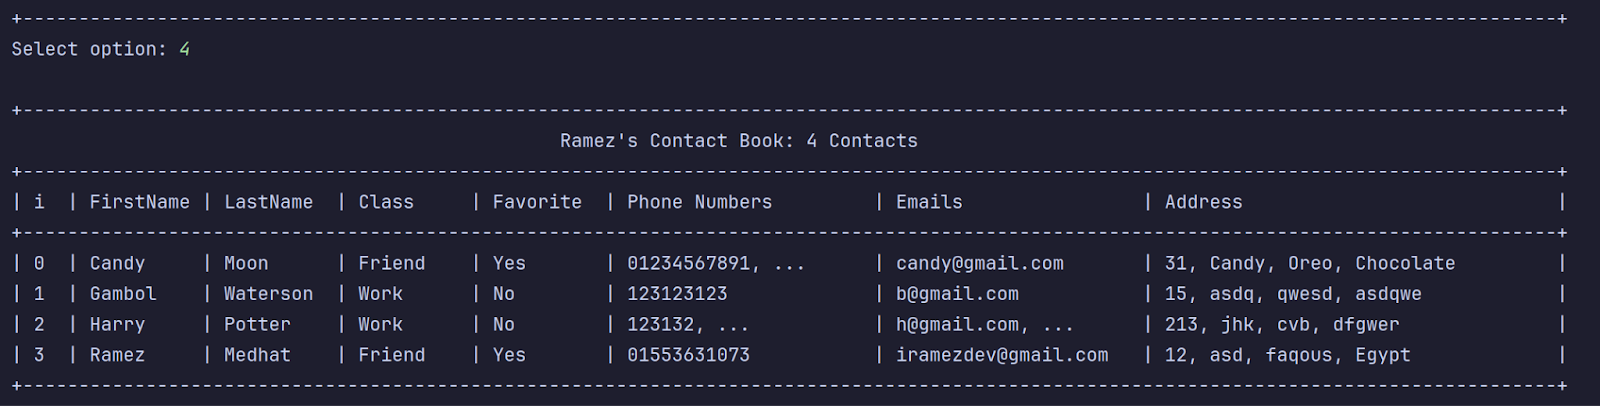 +-----------------------------------------------------------------------------------------------------------------------------------------+
Select option: 4
+-----------------------------------------------------------------------------------------------------------------------------------------+
Ramez's Contact Book: 4 Contacts
+-----------------------------------------------------------------------------------------------------------------------------------------+
| i  | FirstName | LastName  | Class     | Favorite  | Phone Numbers         | Emails                | Address                            |
+-----------------------------------------------------------------------------------------------------------------------------------------+
| 0  | Candy     | Moon      | Friend    | Yes       | 01234567891, ...      | candy@gmail.com       | 31, Candy, Oreo, Chocolate         |
| 1  | Gambol    | Waterson  | Work      | No        | 123123123             | b@gmail.com           | 15, asdq, qwesd, asdqwe            |
| 2  | Harry     | Potter    | Work      | No        | 123132, ...           | h@gmail.com, ...      | 213, jhk, cvb, dfgwer              |
| 3  | Ramez     | Medhat    | Friend    | Yes       | 01553631073           | iramezdev@gmail.com   | 12, asd, faqous, Egypt             |
+-----------------------------------------------------------------------------------------------------------------------------------------+